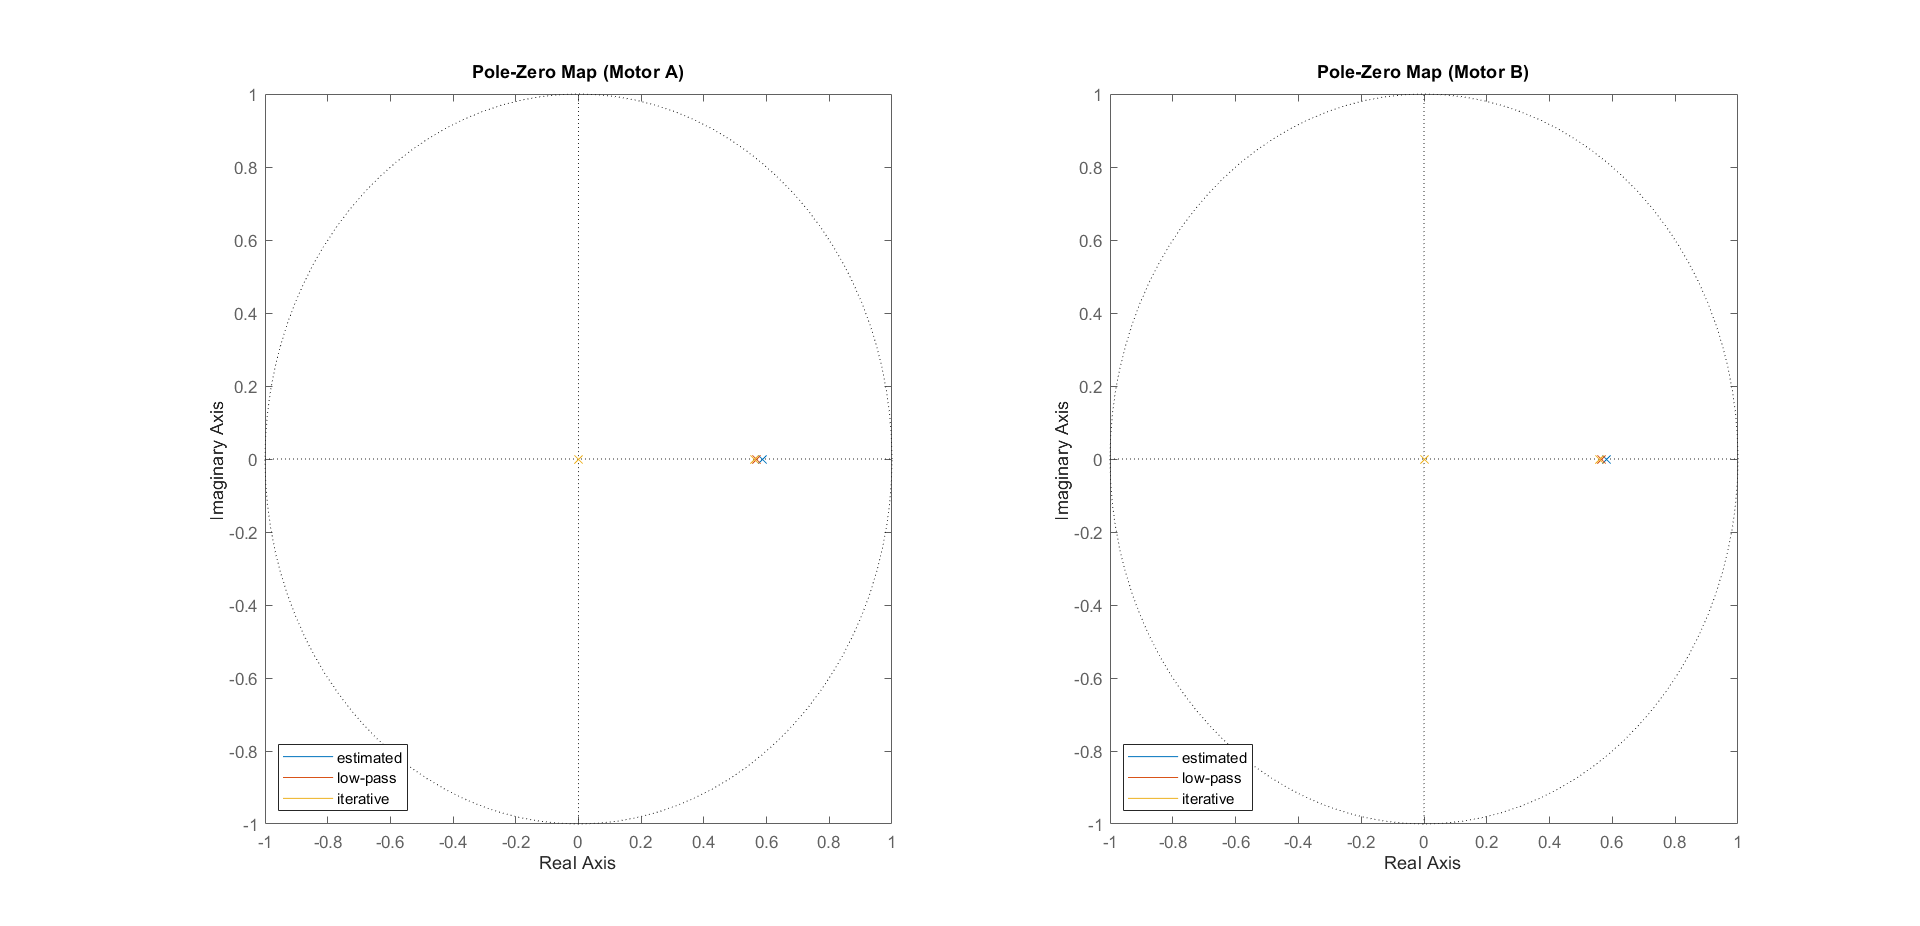 Pole-Zero Map (Motor A)
1
0.8
0.6
0.4
0.2
0
-0.2
-0.4
-0.6
-0.8
-1
Imaginary Axis
estimated
low-pass
iterative
-1 -0.8 -0.6 -0.4 -0.2 0 0.2 0.4 0.6 0.8 1
Real Axis
Pole-Zero Map (Motor B)
1
0.8
0.6
0.4
0.2
0
-0.2
-0.4
-0.6
-0.8
-1
Imaginary Axis
estimated
low-pass
iterative
-1 -0.8 -0.6 -0.4 -0.2 0 0.2 0.4 0.6 0.8 1
Real Axis